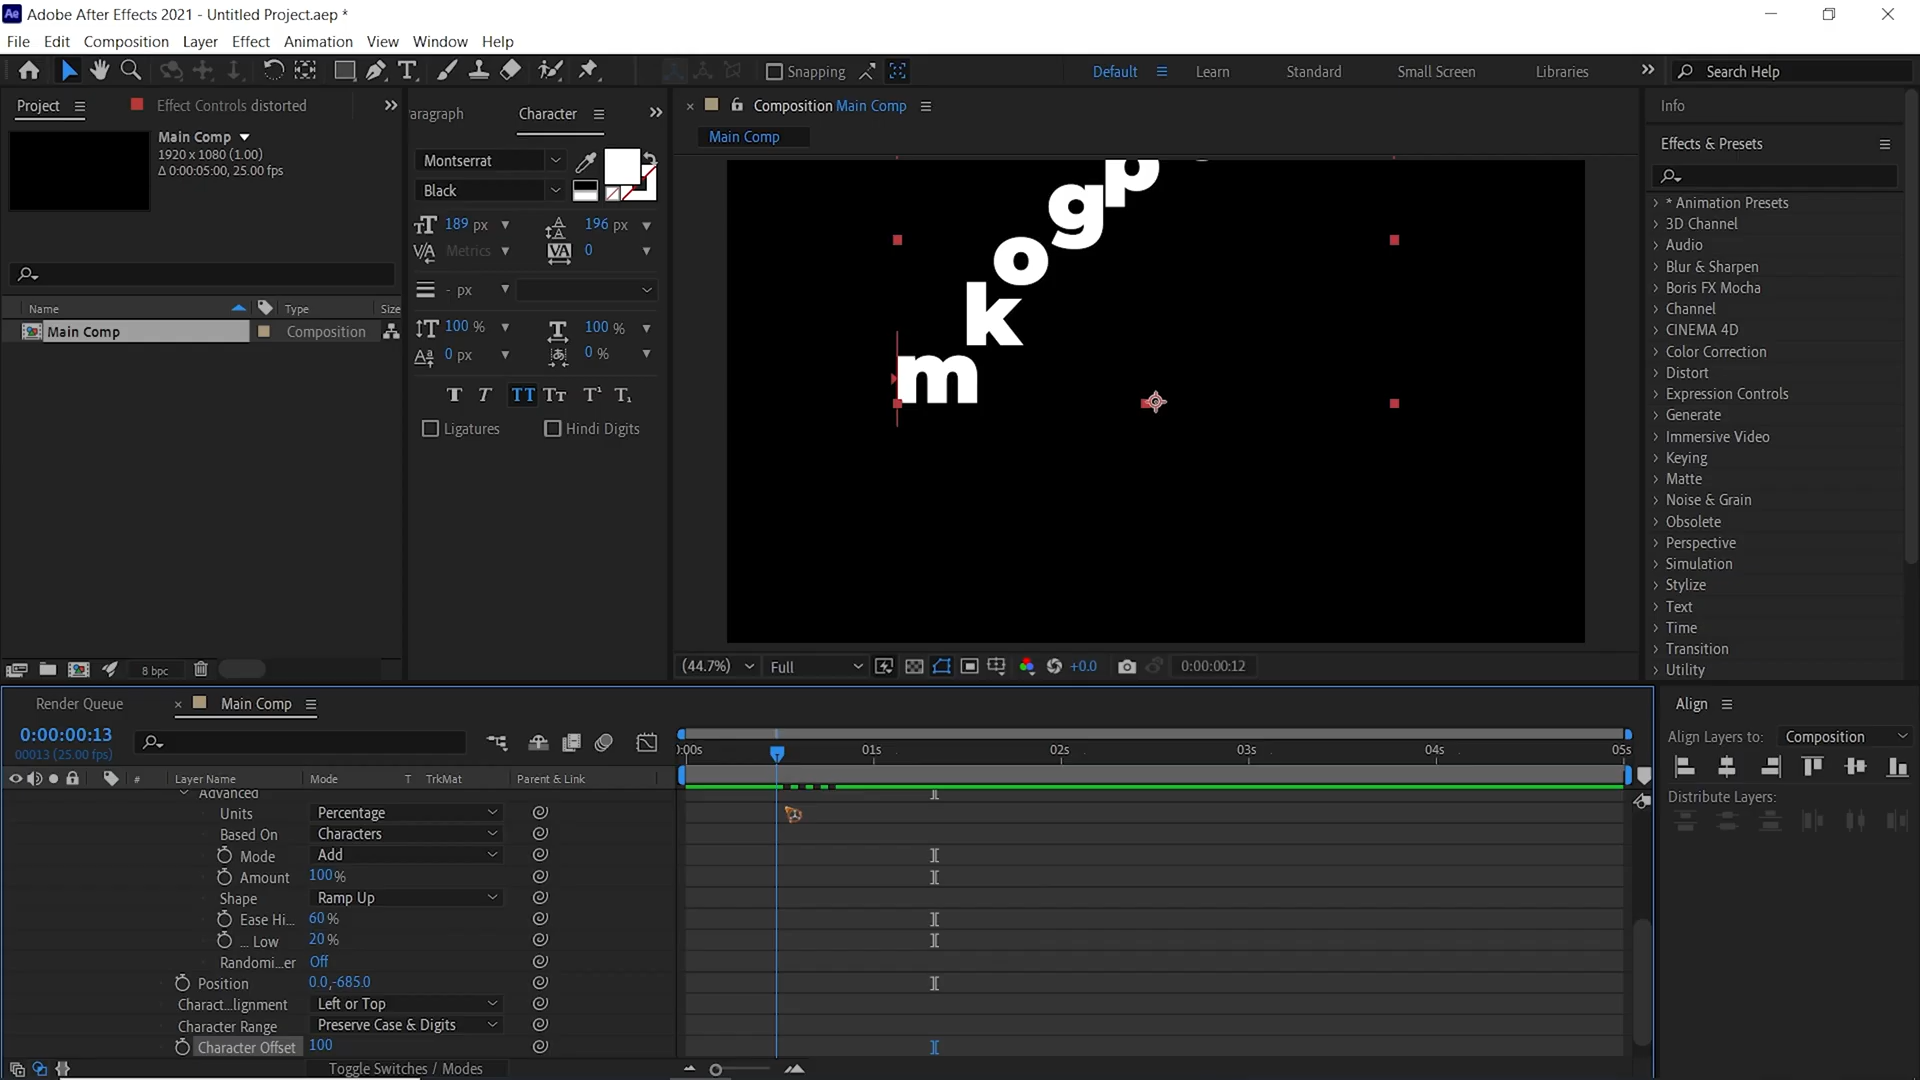 Adobe After Effects 2021 - Untitled Project.aep *
File Edit Composition Layer Effect Animation View Window Help
Snapping Default Learn Standard Small Screen Libraries Search Help
Project Effect Controls distorted
Main Comp
1920 x 1080 (1.00)
Δ 0:00:05:00, 25.00 fps
Name Type Size
Main Comp Composition
8 bpc
aragraph Character
Montserrat
Black
189 px 196 px
Metrics 0
- px
100 % 100 %
0 px 0 %
T T TT Tт T¹ T₁
Ligatures Hindi Digits
Composition Main Comp
Main Comp
p
g
o
k
m
(44.7%) Full +0.0 0:00:00:12
Info
Effects & Presets
* Animation Presets
3D Channel
Audio
Blur & Sharpen
Boris FX Mocha
Channel
CINEMA 4D
Color Correction
Distort
Expression Controls
Generate
Immersive Video
Keying
Matte
Noise & Grain
Obsolete
Perspective
Simulation
Stylize
Text
Time
Transition
Utility
Render Queue Main Comp
0:00:00:13
00013 (25.00 fps)
# Layer Name Mode T TrkMat Parent & Link
):00s 01s 02s 03s 04s 05s
Advanced
Units Percentage
Based On Characters
Mode Add
Amount 100%
Shape Ramp Up
Ease Hi... 60%
... Low 20%
Randomi...er Off
Position 0.0,-685.0
Charact...lignment Left or Top
Character Range Preserve Case & Digits
Character Offset 100
Toggle Switches / Modes
Align
Align Layers to: Composition
Distribute Layers: